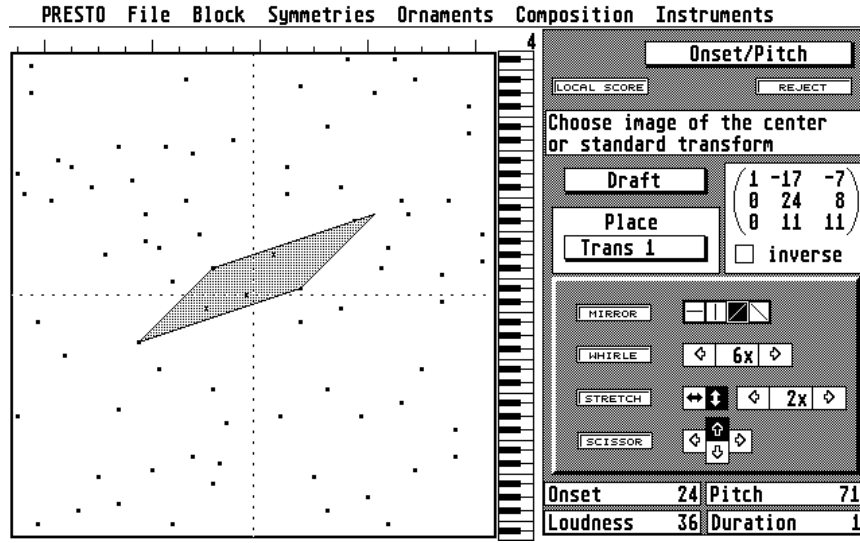 PRESTO File Block Symmetries Ornaments Composition Instruments
4
Onset/Pitch
LOCAL SCORE REJECT
Choose image of the center
or standard transform
Draft
1 -17 -7
0 24 8
0 11 11
Place
Trans 1
inverse
MIRROR
WHIRLE 6x
STRETCH 2x
SCISSOR
Onset 24 Pitch 71
Loudness 36 Duration 1